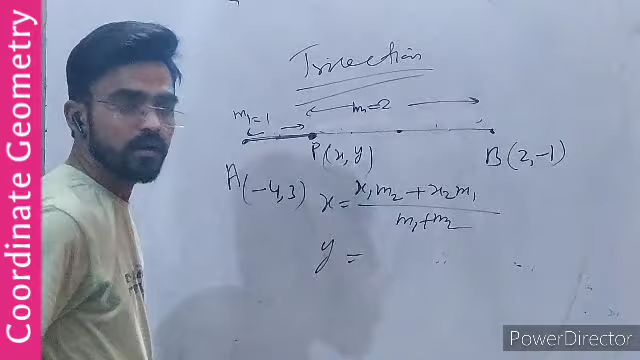 Coordinate Geometry
Trisection
m₁=1
m₂=2
P(x, y)
B(2,-1)
A(-4,3)
x = x₁m₂ + x₂m₁ / m₁+m₂
y =
PowerDirector